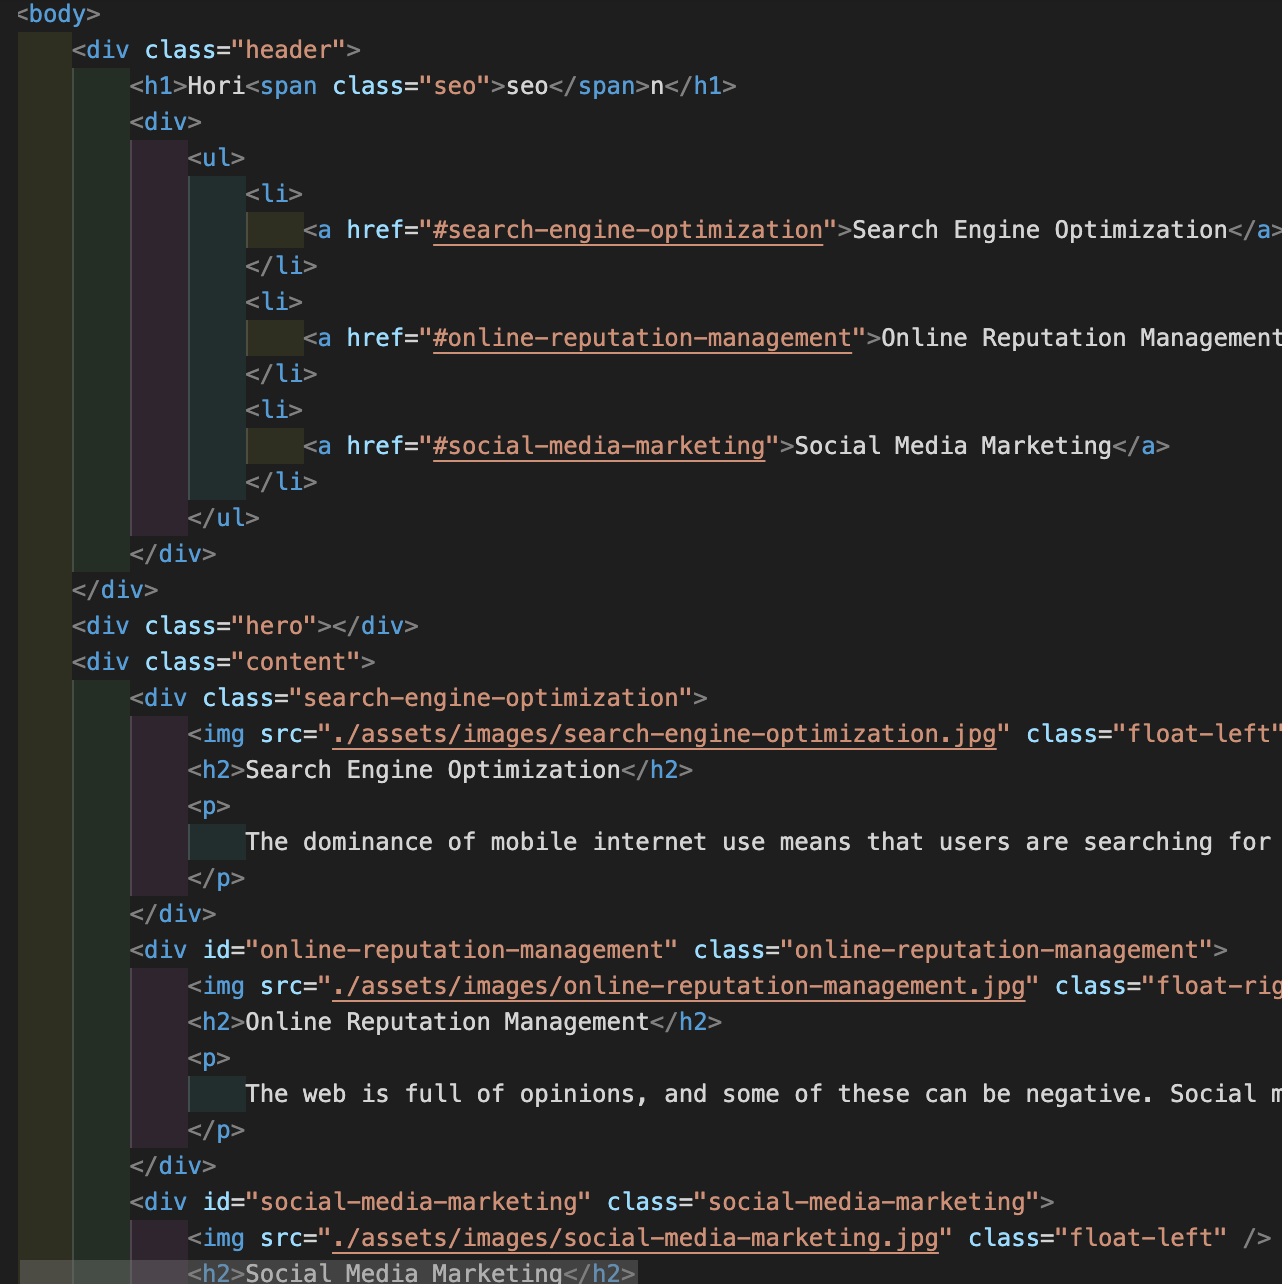 <body>
<div class="header">
<h1>Hori<span class="seo">seo</span>n</h1>
<div>
<ul>
<li>
<a href="#search-engine-optimization">Search Engine Optimization</a>
</li>
<li>
<a href="#online-reputation-management">Online Reputation Management
</li>
<li>
<a href="#social-media-marketing">Social Media Marketing</a>
</li>
</ul>
</div>
</div>
<div class="hero"></div>
<div class="content">
<div class="search-engine-optimization">
<img src="./assets/images/search-engine-optimization.jpg" class="float-left"
<h2>Search Engine Optimization</h2>
<p>
The dominance of mobile internet use means that users are searching for
</p>
</div>
<div id="online-reputation-management" class="online-reputation-management">
<img src="./assets/images/online-reputation-management.jpg" class="float-rig
<h2>Online Reputation Management</h2>
<p>
The web is full of opinions, and some of these can be negative. Social m
</p>
</div>
<div id="social-media-marketing" class="social-media-marketing">
<img src="./assets/images/social-media-marketing.jpg" class="float-left" />
<h2>Social Media Marketing</h2>